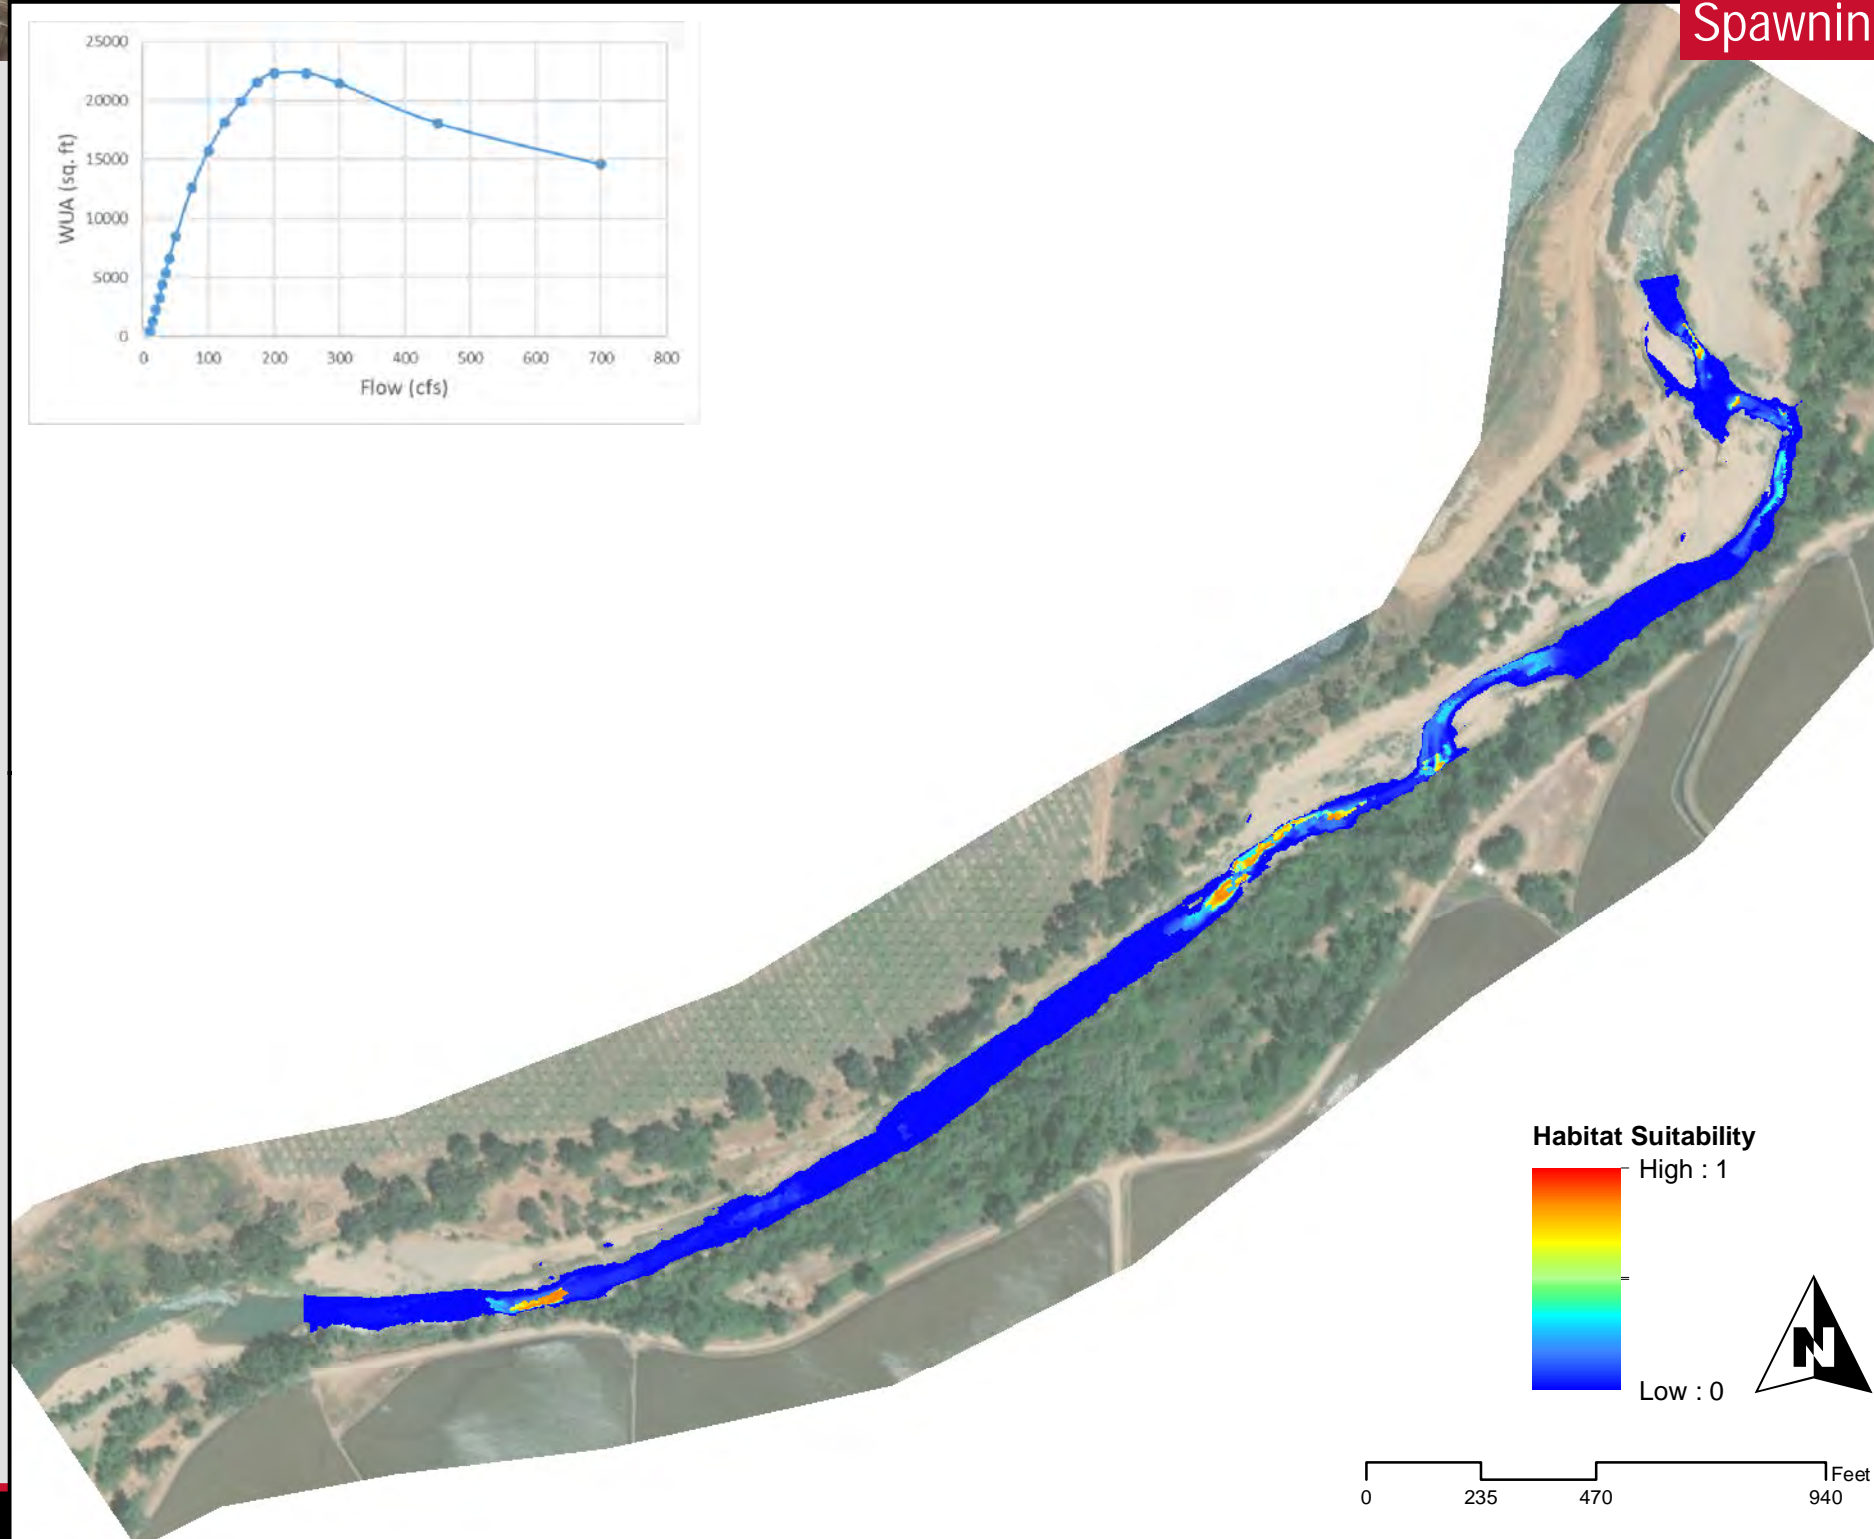 Spawnin
25000
20000
15000
10000
5000
0
WUA (sq. ft)
0 100 200 300 400 500 600 700 800
Flow (cfs)
Habitat Suitability
High : 1
Low : 0
N
Feet
0 235 470 940